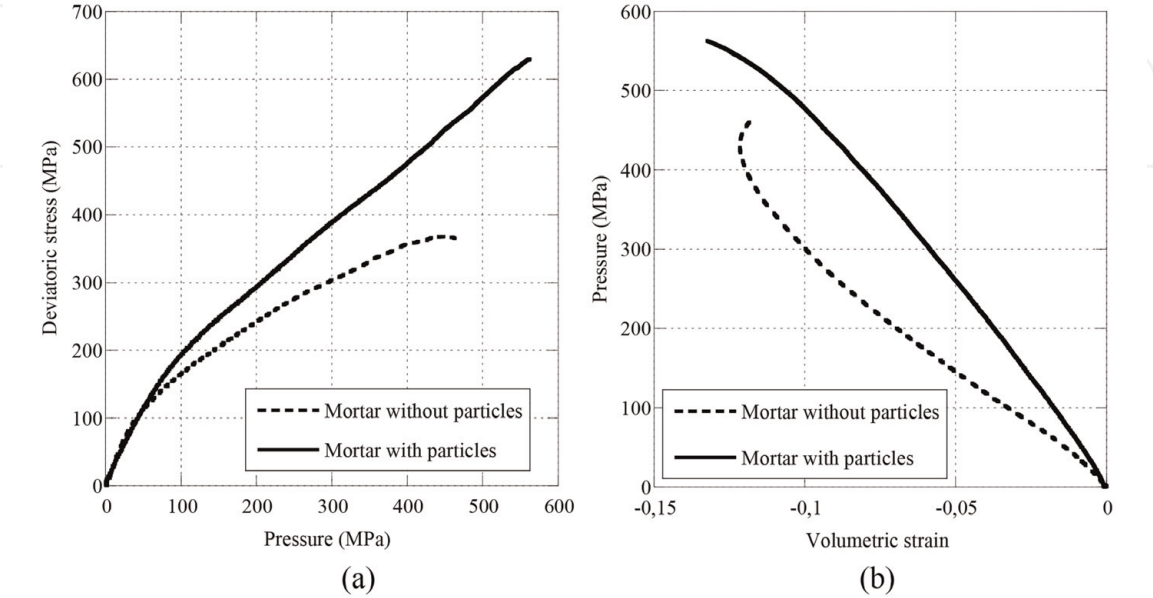 700
600
500
400
300
200
100
0
Deviatoric stress (MPa)
Mortar without particles
Mortar with particles
0 100 200 300 400 500 600
Pressure (MPa)
(a)
600
500
400
300
200
100
0
Pressure (MPa)
Mortar without particles
Mortar with particles
-0,15 -0,1 -0,05 0
Volumetric strain
(b)